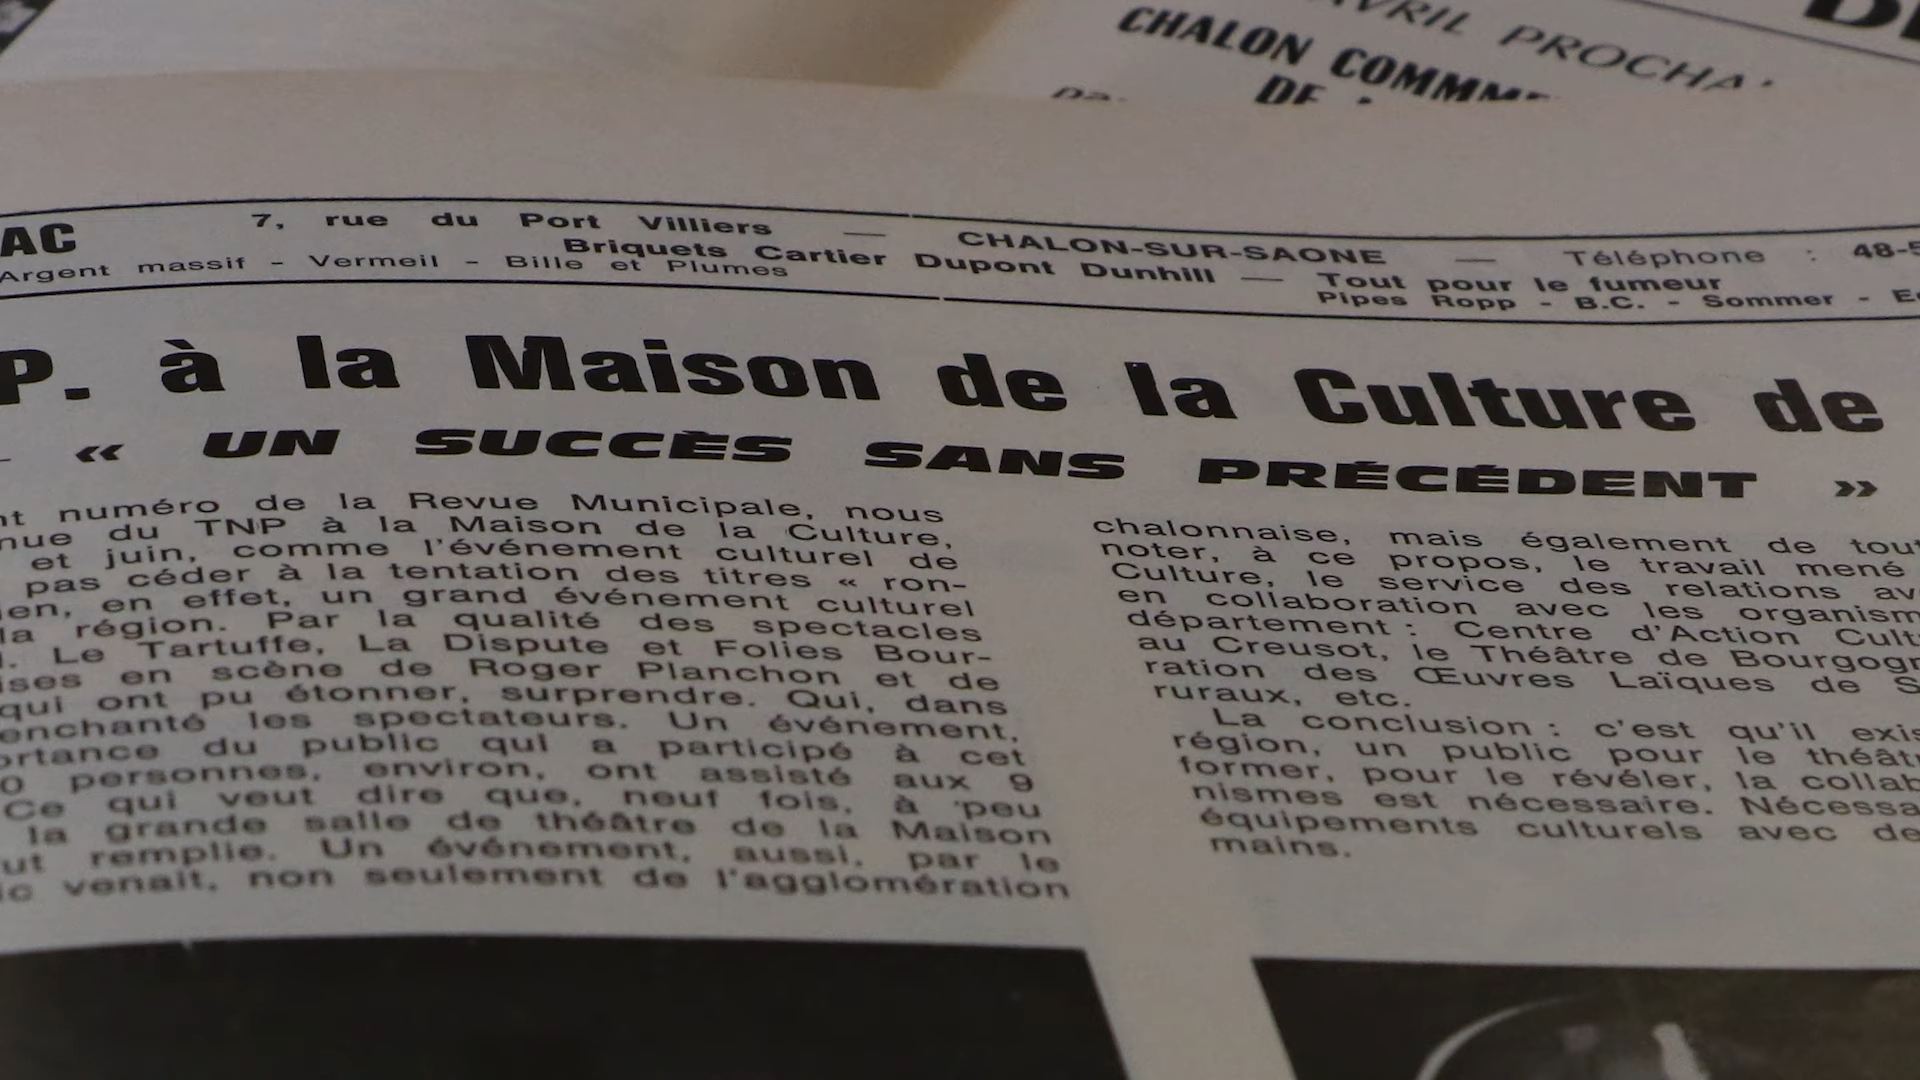 AVRIL PROCHA
CHALON
DE
AC 7, rue du Port Villiers — CHALON-SUR-SAONE — Téléphone : 48-5
Briquets Cartier Dupont Dunhill — Tout pour le fumeur
Argent massif - Vermeil - Bille et Plumes
Pipes Ropp - B.C. - Sommer - E
P. à la Maison de la Culture de
« UN SUCCÈS SANS PRÉCÉDENT »
nt numéro de la Revue Municipale, nous
nue du TNP à la Maison de la Culture,
et juin, comme l'événement culturel de
pas céder à la tentation des titres « ron-
ien, en effet, un grand événement culturel
la région. Par la qualité des spectacles
. Le Tartuffe, La Dispute et Folies Bour-
ises en scène de Roger Planchon et de
qui ont pu étonner, surprendre. Qui, dans
enchanté les spectateurs. Un événement,
ortance du public qui a participé à cet
0 personnes, environ, ont assisté aux 9
Ce qui veut dire que, neuf fois, à peu
la grande salle de théâtre de la Maison
ut remplie. Un événement, aussi, par le
ic venait, non seulement de l'agglomération
chalonnaise, mais également de tout
noter, à ce propos, le travail mené
Culture, le service des relations av
en collaboration avec les organism
département : Centre d'Action Cult
au Creusot, le Théâtre de Bourgogn
ration des Œuvres Laïques de S
ruraux, etc.
La conclusion : c'est qu'il exis
région, un public pour le théâtr
former, pour le révéler, la collab
nismes est nécessaire. Nécessa
équipements culturels avec de
mains.